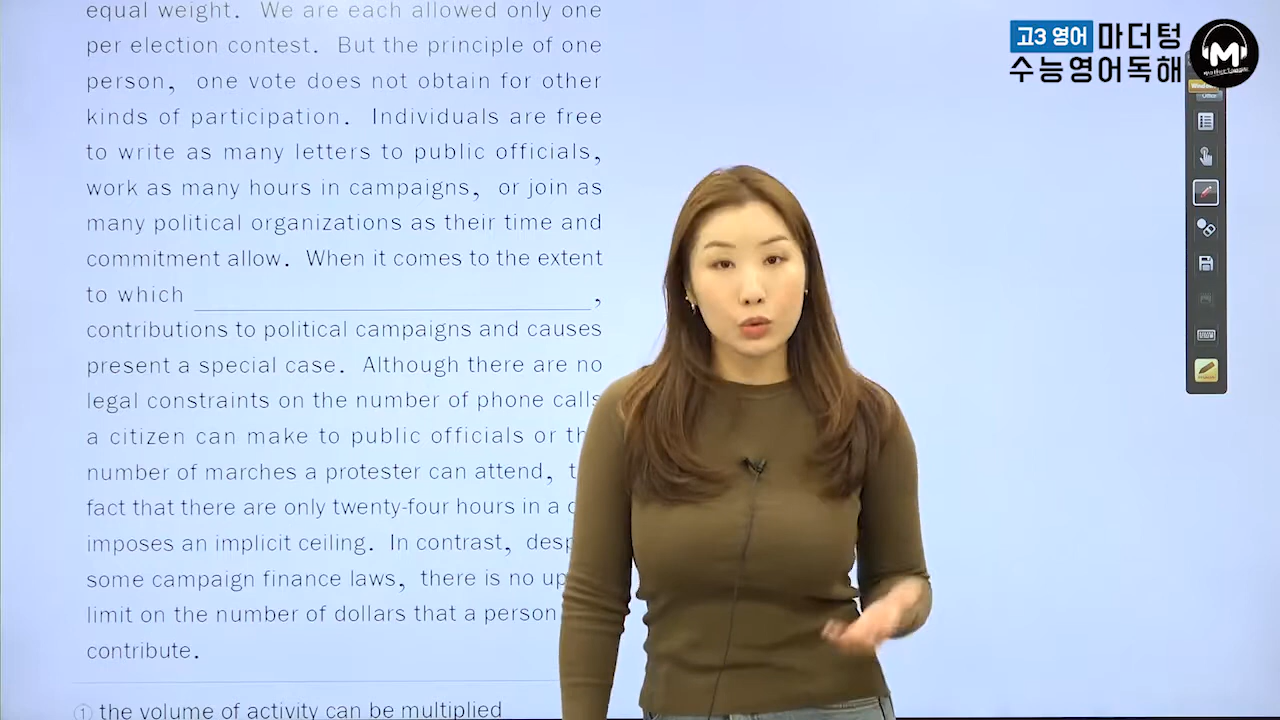 equal weight. We are each allowed only one
per election contest. But the principle of one
person, one vote does not obtain for other
kinds of participation. Individuals are free
to write as many letters to public officials,
work as many hours in campaigns, or join as
many political organizations as their time and
commitment allow. When it comes to the extent
to which ,
contributions to political campaigns and causes
present a special case. Although there are no
legal constraints on the number of phone calls
a citizen can make to public officials or
number of marches a protester can attend,
fact that there are only twenty-four hours in a
imposes an implicit ceiling. In contrast,
some campaign finance laws, there is no
limit on the number of dollars that a person
contribute.
① the volume of activity can be multiplied
고3 영어 마더텅
수능영어독해
M